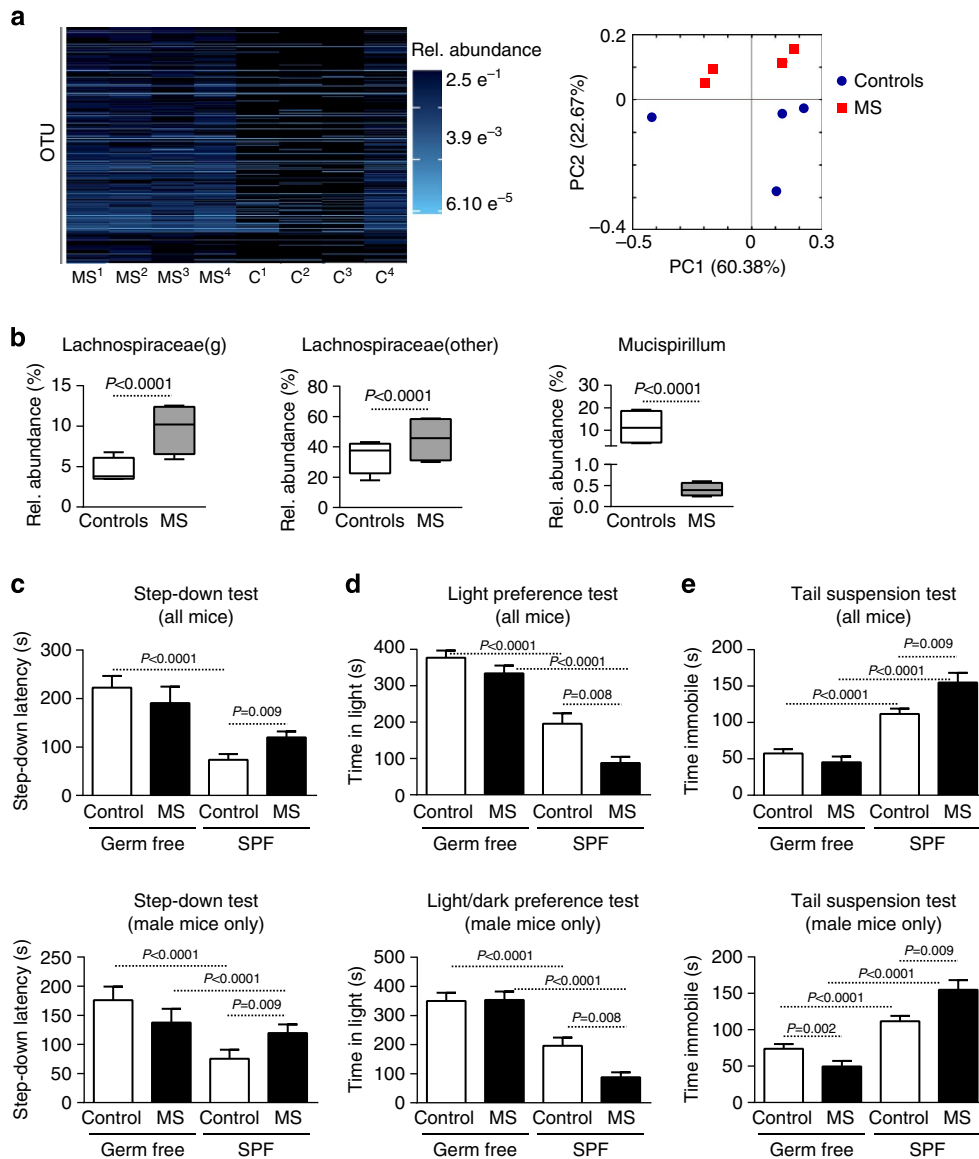 a
Rel. abundance
2.5 e–1
3.9 e–3
6.10 e–5
OTU
MS1 MS2 MS3 MS4 C1 C2 C3 C4
0.2
0
–0.4
PC2 (22.67%)
–0.5 0 0.3
PC1 (60.38%)
Controls
MS
b
Lachnospiraceae(g)
Rel. abundance (%)
15
10
5
0
P<0.0001
Controls MS
Lachnospiraceae(other)
Rel. abundance (%)
80
60
40
20
0
P<0.0001
Controls MS
Mucispirillum
Rel. abundance (%)
30
20
10
1.0
0.5
0.0
P<0.0001
Controls MS
c
Step-down test
(all mice)
Step-down latency (s)
300
200
100
0
P<0.0001
P=0.009
Control MS Control MS
Germ free SPF
d
Light preference test
(all mice)
Time in light (s)
400
300
200
100
0
P<0.0001
P<0.0001
P=0.008
Control MS Control MS
Germ free SPF
e
Tail suspension test
(all mice)
Time immobile (s)
200
150
100
50
0
P=0.009
P<0.0001
P<0.0001
Control MS Control MS
Germ free SPF
Step-down test
(male mice only)
Step-down latency (s)
250
200
150
100
50
0
P<0.0001
P<0.0001
P=0.009
Control MS Control MS
Germ free SPF
Light/dark preference test
(male mice only)
Time in light (s)
500
400
300
200
100
0
P<0.0001
P<0.0001
P=0.008
Control MS Control MS
Germ free SPF
Tail suspension test
(male mice only)
Time immobile (s)
200
150
100
50
0
P=0.009
P<0.0001
P<0.0001
P=0.002
Control MS Control MS
Germ free SPF